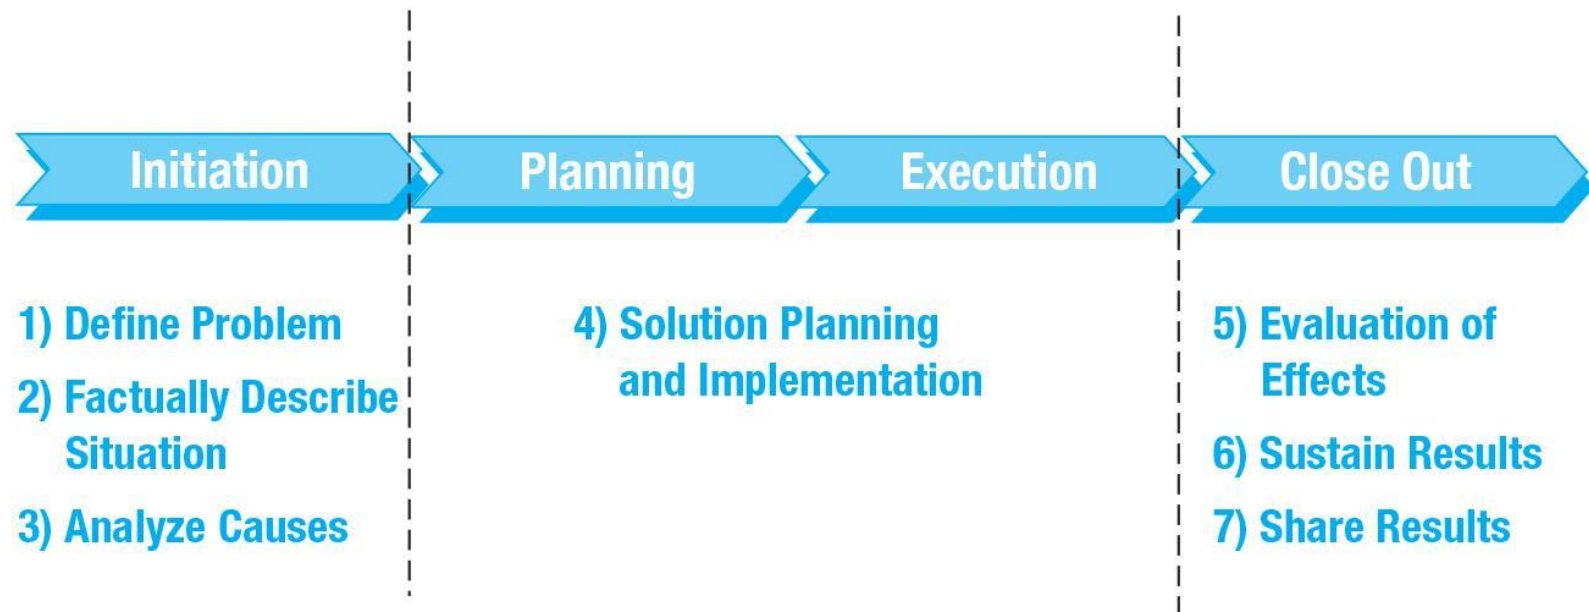 Initiation
Planning
Execution
Close Out
1) Define Problem
2) Factually Describe
Situation
3) Analyze Causes
4) Solution Planning
and Implementation
5) Evaluation of
Effects
6) Sustain Results
7) Share Results